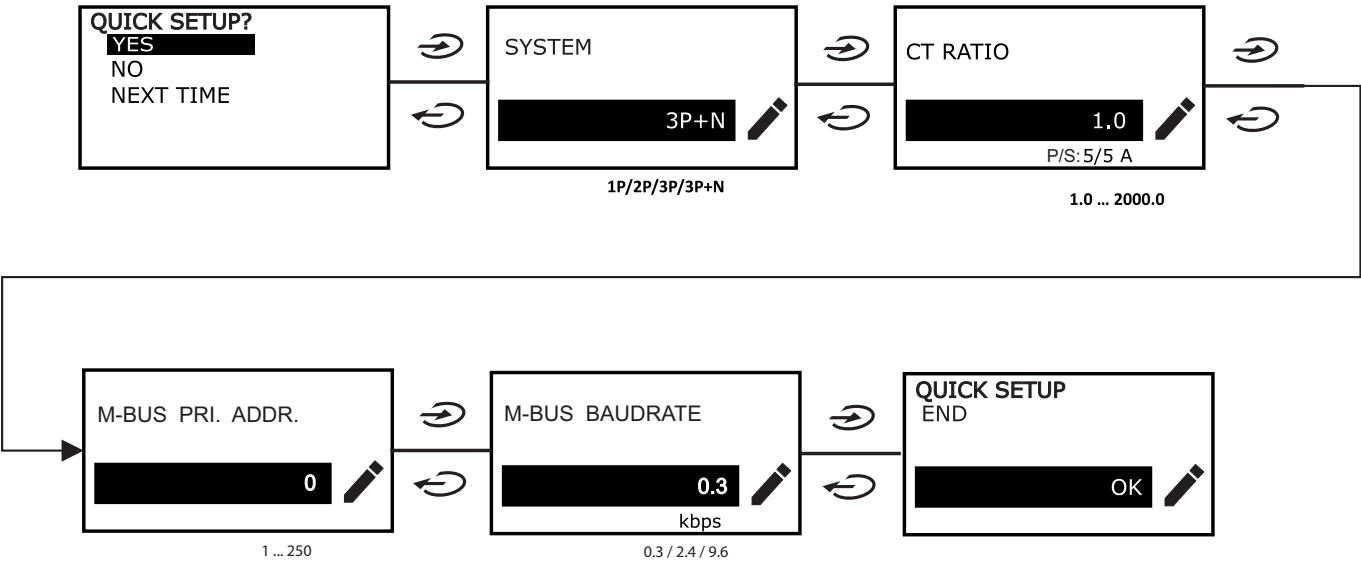 QUICK SETUP?
YES
NO
NEXT TIME
SYSTEM
3P+N
1P/2P/3P/3P+N
CT RATIO
1.0
P/S: 5/5 A
1.0 ... 2000.0
M-BUS PRI. ADDR.
0
1 ... 250
M-BUS BAUDRATE
0.3
kbps
0.3 / 2.4 / 9.6
QUICK SETUP
END
OK